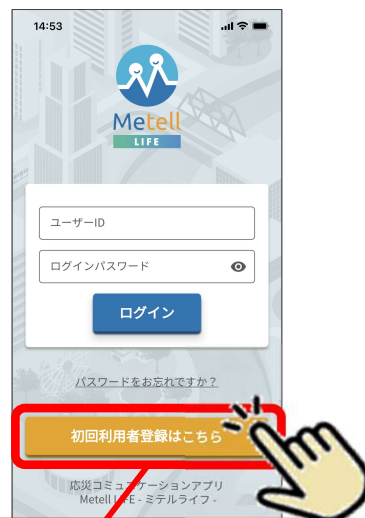 14:53
Metell
LIFE
ユーザーID
ログインパスワード
ログイン
パスワードをお忘れですか？
初回利用者登録はこちら
応災コミュニケーションアプリ
Metell LIFE - ミテルライフ -